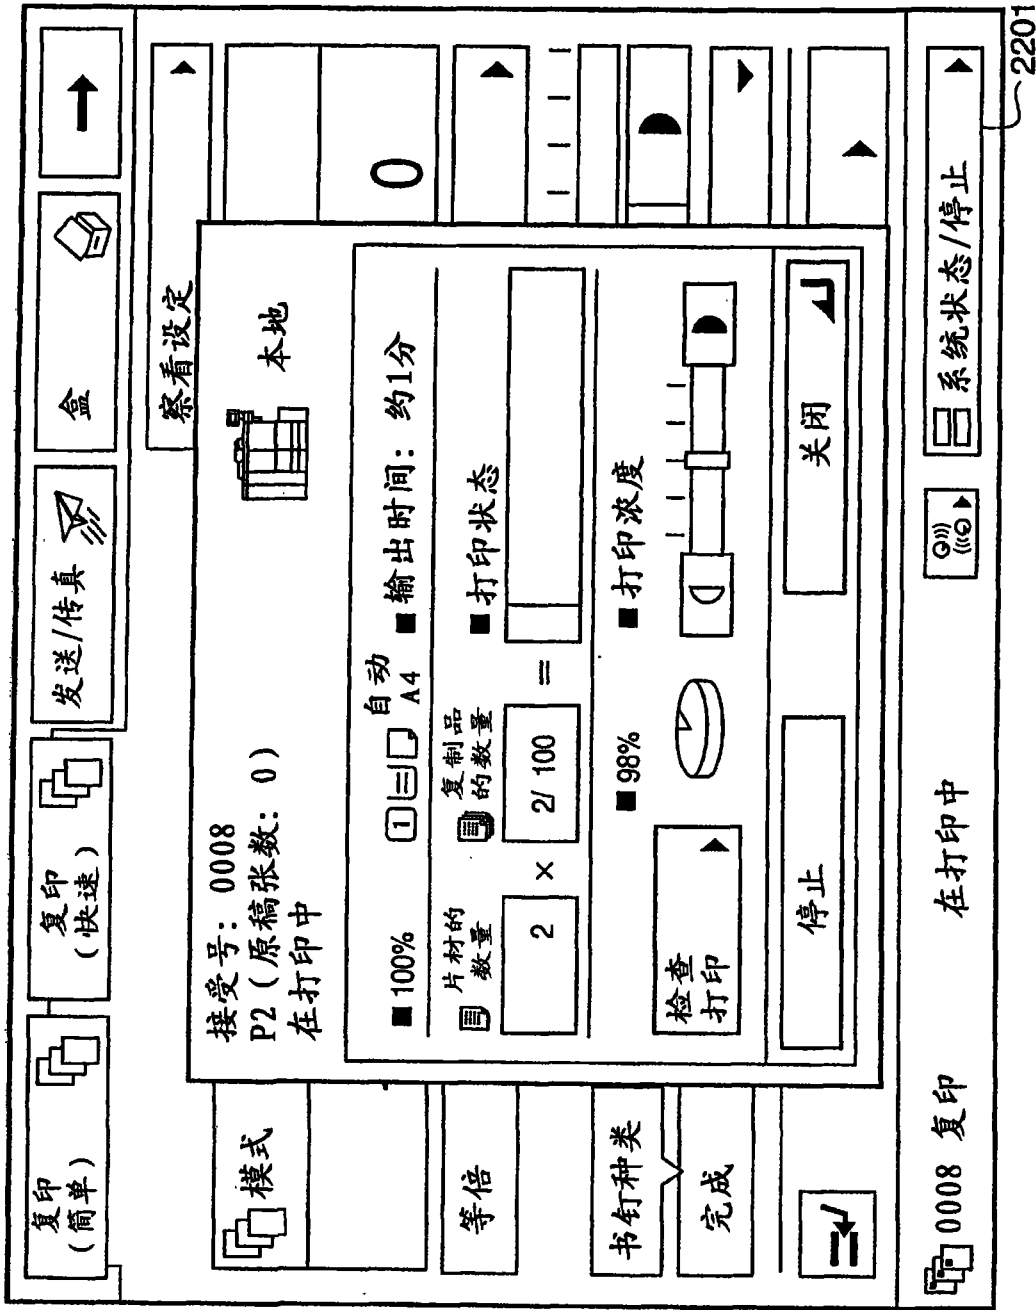 复印
(简单)
复印
(快速)
发送/传真
盒
察看设定
模式
0
等倍
书钉种类
完成
接受号: 0008
P2 (原稿张数: 0)
在打印中
本地
■100%
1
自动
A4
■输出时间: 约1分
片材的
数量
复制品
的数量
■打印状态
2 × 2/100 =
■98%
■打印浓度
检查
打印
停止
关闭
0008 复印
在打印中
系统状态/停止
2201